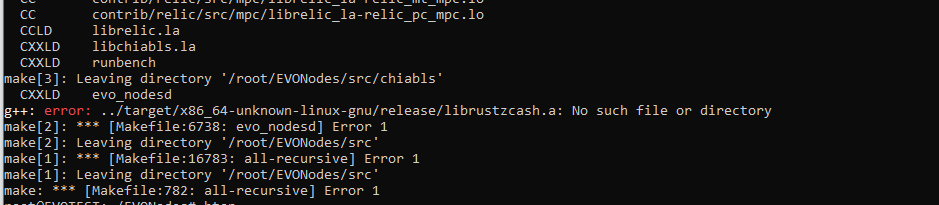 CC       contrib/relic/src/mpc/librelic_la-relic_mt_mpc.lo
CC       contrib/relic/src/mpc/librelic_la-relic_pc_mpc.lo
CCLD     librelic.la
CXXLD    libchiabls.la
CXXLD    runbench
make[3]: Leaving directory '/root/EVONodes/src/chiabls'
CXXLD    evo_nodesd
g++: error: ../target/x86_64-unknown-linux-gnu/release/librustzcash.a: No such file or directory
make[2]: *** [Makefile:6738: evo_nodesd] Error 1
make[2]: Leaving directory '/root/EVONodes/src'
make[1]: *** [Makefile:16783: all-recursive] Error 1
make[1]: Leaving directory '/root/EVONodes/src'
make: *** [Makefile:782: all-recursive] Error 1